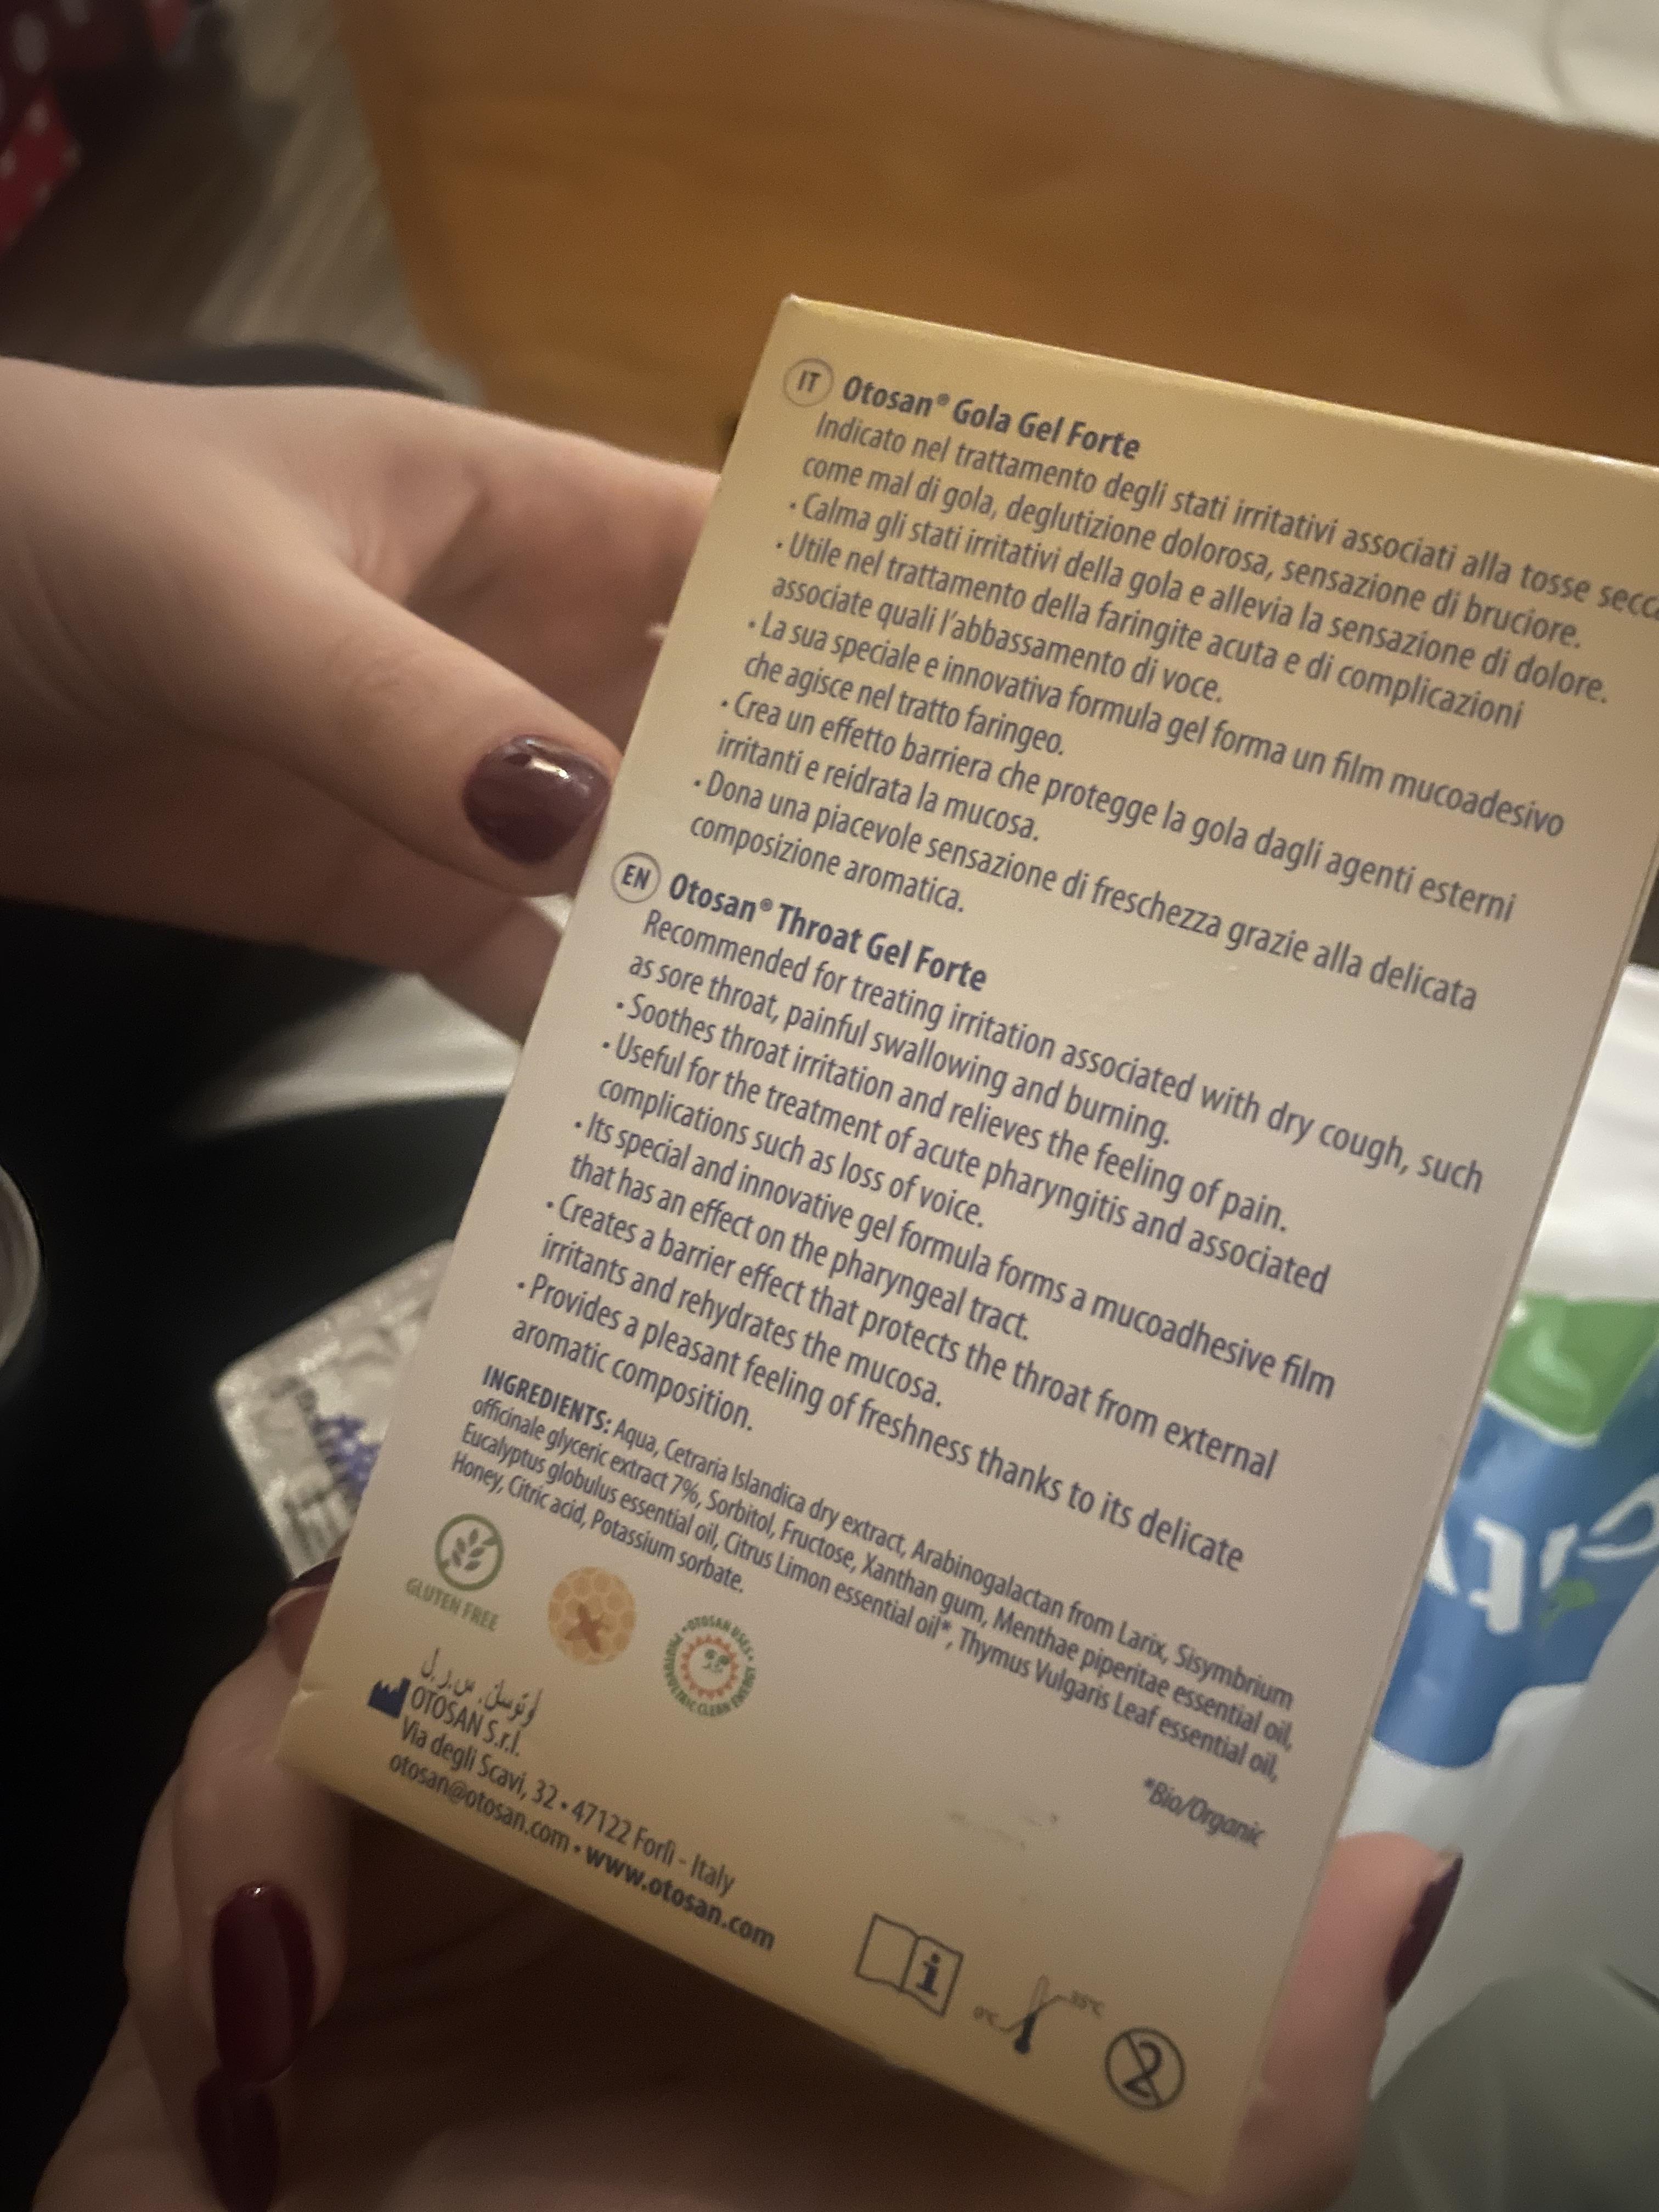 IT Otosan® Gola Gel Forte
Indicato nel trattamento degli stati irritativi associati alla tosse secca
come mal di gola, deglutizione dolorosa, sensazione di bruciore.
• Calma gli stati irritativi della gola e allevia la sensazione di dolore.
• Utile nel trattamento della faringite acuta e di complicazioni
associate quali l'abbassamento di voce.
• La sua speciale e innovativa formula gel forma un film mucoadesivo
che agisce nel tratto faringeo.
• Crea un effetto barriera che protegge la gola dagli agenti esterni
irritanti e reidrata la mucosa.
• Dona una piacevole sensazione di freschezza grazie alla delicata
composizione aromatica.
EN Otosan® Throat Gel Forte
Recommended for treating irritation associated with dry cough, such
as sore throat, painful swallowing and burning.
• Soothes throat irritation and relieves the feeling of pain.
• Useful for the treatment of acute pharyngitis and associated
complications such as loss of voice.
• Its special and innovative gel formula forms a mucoadhesive film
that has an effect on the pharyngeal tract.
• Creates a barrier effect that protects the throat from external
irritants and rehydrates the mucosa.
• Provides a pleasant feeling of freshness thanks to its delicate
aromatic composition.
INGREDIENTS: Aqua, Cetraria Islandica dry extract, Arabinogalactan from Larix, Sisymbrium
officinale glyceric extract 7%, Sorbitol, Fructose, Xanthan gum, Menthae piperitae essential oil,
Eucalyptus globulus essential oil, Citrus Limon essential oil*, Thymus Vulgaris Leaf essential oil,
Honey, Citric acid, Potassium sorbate.
*Bio/Organic
GLUTEN FREE
• OTOSAN USES •
PHOTOVOLTAIC CLEAN ENERGY
أوتوسان س.ر.ل
OTOSAN S.r.l.
Via degli Scavi, 32 • 47122 Forlì - Italy
otosan@otosan.com • www.otosan.com
i
0°C
35°C
2